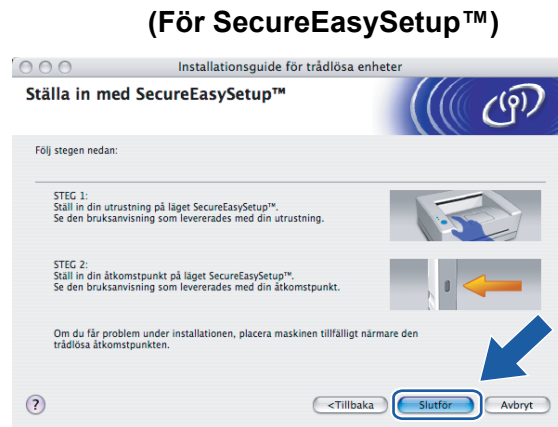 (För SecureEasySetup™)
Installationsguide för trådlösa enheter
Ställa in med SecureEasySetup™
Följ stegen nedan:
STEG 1:
Ställ in din utrustning på läget SecureEasySetup™.
Se den bruksanvisning som levererades med din utrustning.
STEG 2:
Ställ in din åtkomstpunkt på läget SecureEasySetup™.
Se den bruksanvisning som levererades med din åtkomstpunkt.
Om du får problem under installationen, placera maskinen tillfälligt närmare den
trådlösa åtkomstpunkten.
? <Tillbaka Slutför Avbryt